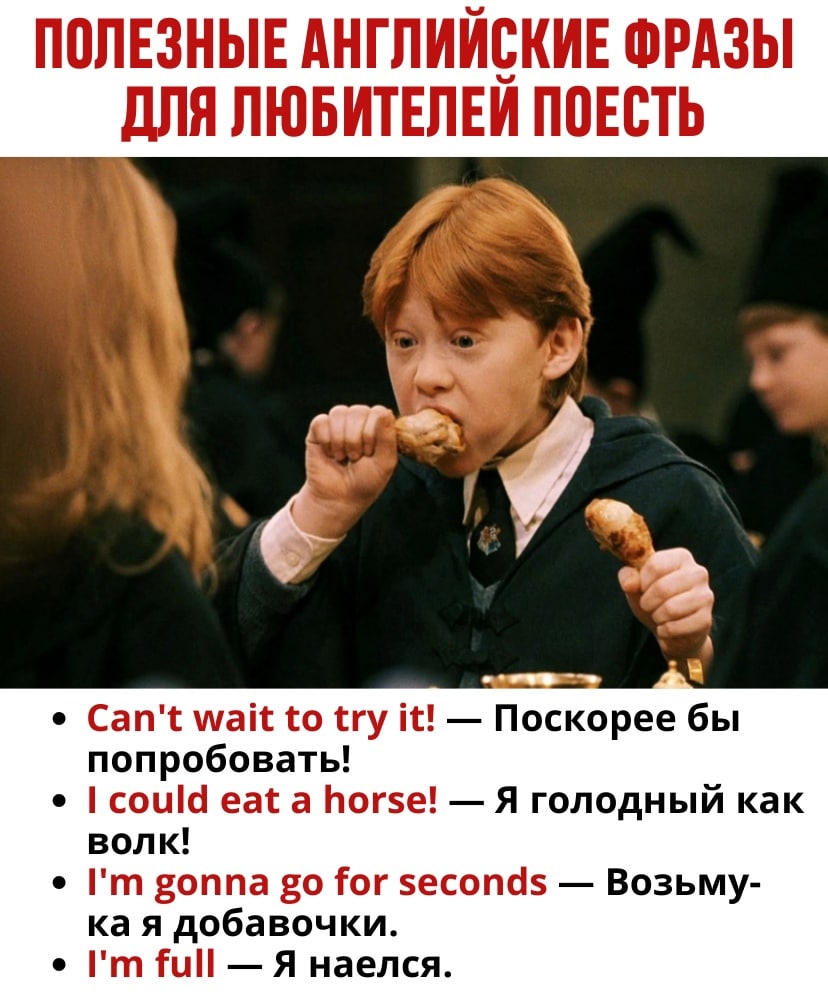 ПОЛЕЗНЫЕ АНГЛИЙСКИЕ ФРАЗЫ
ДЛЯ ЛЮБИТЕЛЕЙ ПОЕСТЬ
• Can't wait to try it! — Поскорее бы
попробовать!
• I could eat a horse! — Я голодный как
волк!
• I'm gonna go for seconds — Возьму-
ка я добавочки.
• I'm full — Я наелся.